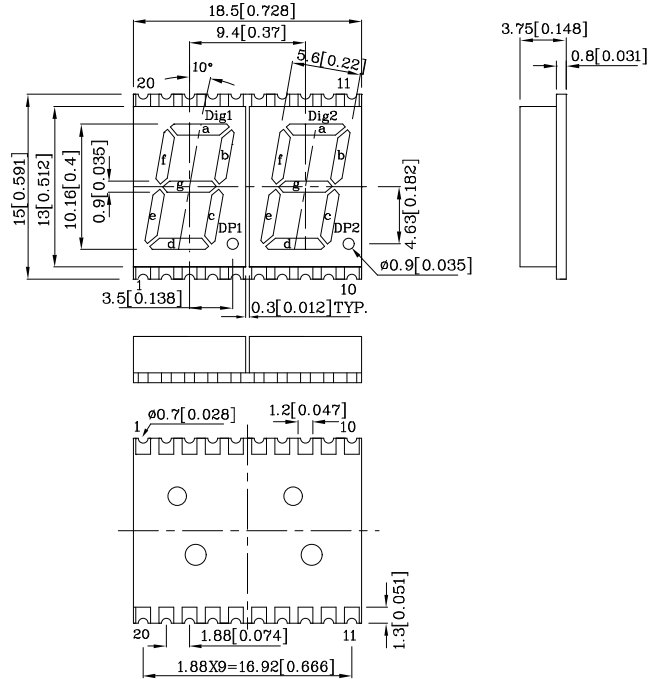 18.5[0.728]
9.4[0.37]
3.75[0.148]
0.8[0.031]
5.6[0.22]
10°
20
11
Dig1
Dig2
a
a
f
b
f
b
g
g
e
c
e
c
d
d
DP1
DP2
15[0.591]
13[0.512]
10.16[0.4]
0.9[0.035]
4.63[0.182]
ø0.9[0.035]
1
10
3.5[0.138]
0.3[0.012]TYP.
ø0.7[0.028]
1.2[0.047]
1
10
20
11
1.88[0.074]
1.3[0.051]
1.88X9=16.92[0.666]